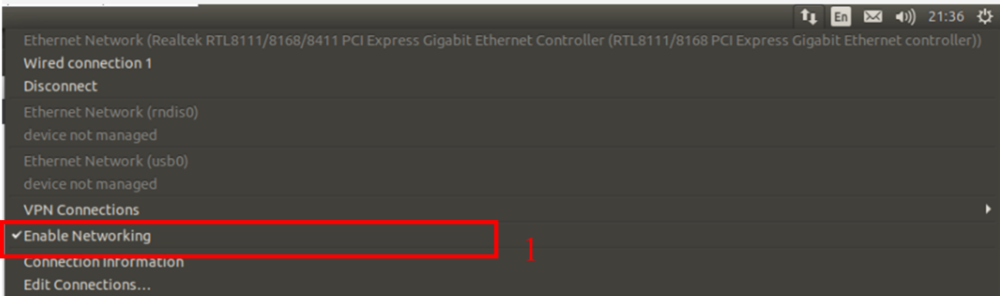 En 21:36
Ethernet Network (Realtek RTL8111/8168/8411 PCI Express Gigabit Ethernet Controller (RTL8111/8168 PCI Express Gigabit Ethernet controller))
Wired connection 1
Disconnect
Ethernet Network (rndis0)
device not managed
Ethernet Network (usb0)
device not managed
VPN Connections
Enable Networking
1
Connection Information
Edit Connections...